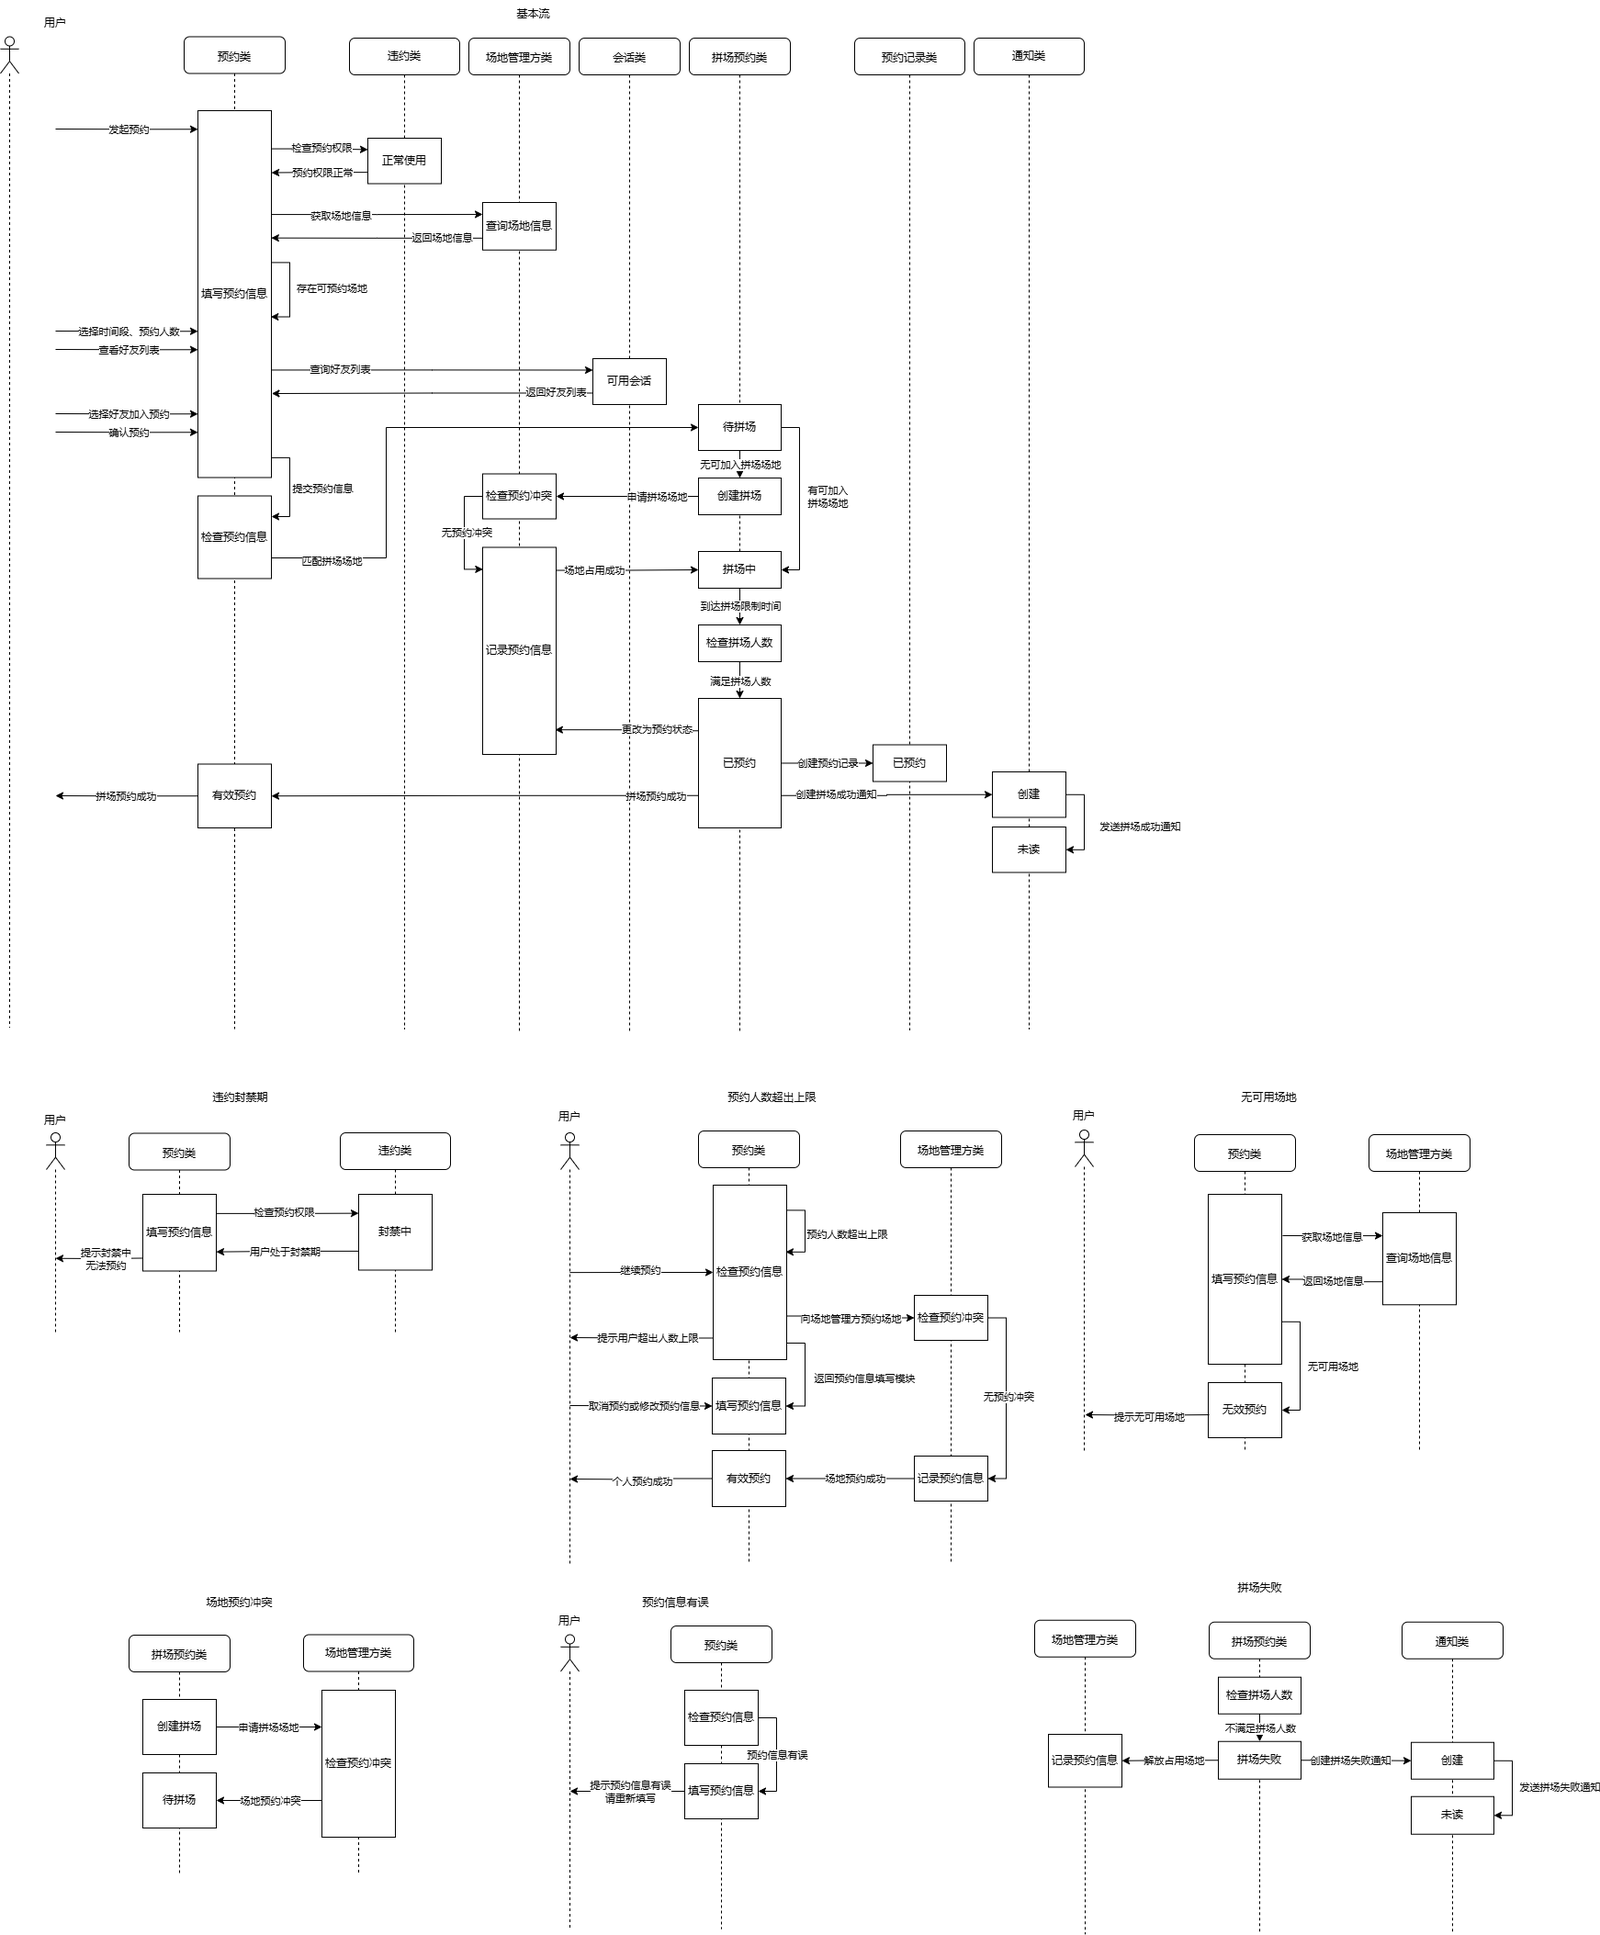 基本流
用户
预约类
违约类
场地管理方类
会话类
拼场预约类
预约记录类
通知类
发起预约
检查预约权限
正常使用
预约权限正常
获取场地信息
查询场地信息
返回场地信息
存在可预约场地
填写预约信息
选择时间段、预约人数
查看好友列表
查询好友列表
可用会话
返回好友列表
选择好友加入预约
确认预约
待拼场
无可加入拼场场地
有可加入
拼场场地
提交预约信息
检查预约冲突
申请拼场场地
创建拼场
无预约冲突
检查预约信息
匹配拼场场地
场地占用成功
拼场中
到达拼场限制时间
检查拼场人数
记录预约信息
满足拼场人数
更改为预约状态
已预约
创建预约记录
已预约
拼场预约成功
有效预约
拼场预约成功
创建拼场成功通知
创建
发送拼场成功通知
未读
违约封禁期
用户
预约类
违约类
填写预约信息
检查预约权限
封禁中
用户处于封禁期
提示封禁中
无法预约
预约人数超出上限
用户
预约类
场地管理方类
预约人数超出上限
继续预约
检查预约信息
向场地管理方预约场地
检查预约冲突
提示用户超出人数上限
返回预约信息填写模块
无预约冲突
取消预约或修改预约信息
填写预约信息
个人预约成功
有效预约
场地预约成功
记录预约信息
无可用场地
用户
预约类
场地管理方类
获取场地信息
查询场地信息
填写预约信息
返回场地信息
无可用场地
提示无可用场地
无效预约
场地预约冲突
拼场预约类
场地管理方类
创建拼场
申请拼场场地
检查预约冲突
待拼场
场地预约冲突
预约信息有误
用户
预约类
检查预约信息
预约信息有误
提示预约信息有误
请重新填写
填写预约信息
拼场失败
场地管理方类
拼场预约类
通知类
检查拼场人数
不满足拼场人数
记录预约信息
解放占用场地
拼场失败
创建拼场失败通知
创建
发送拼场失败通知
未读